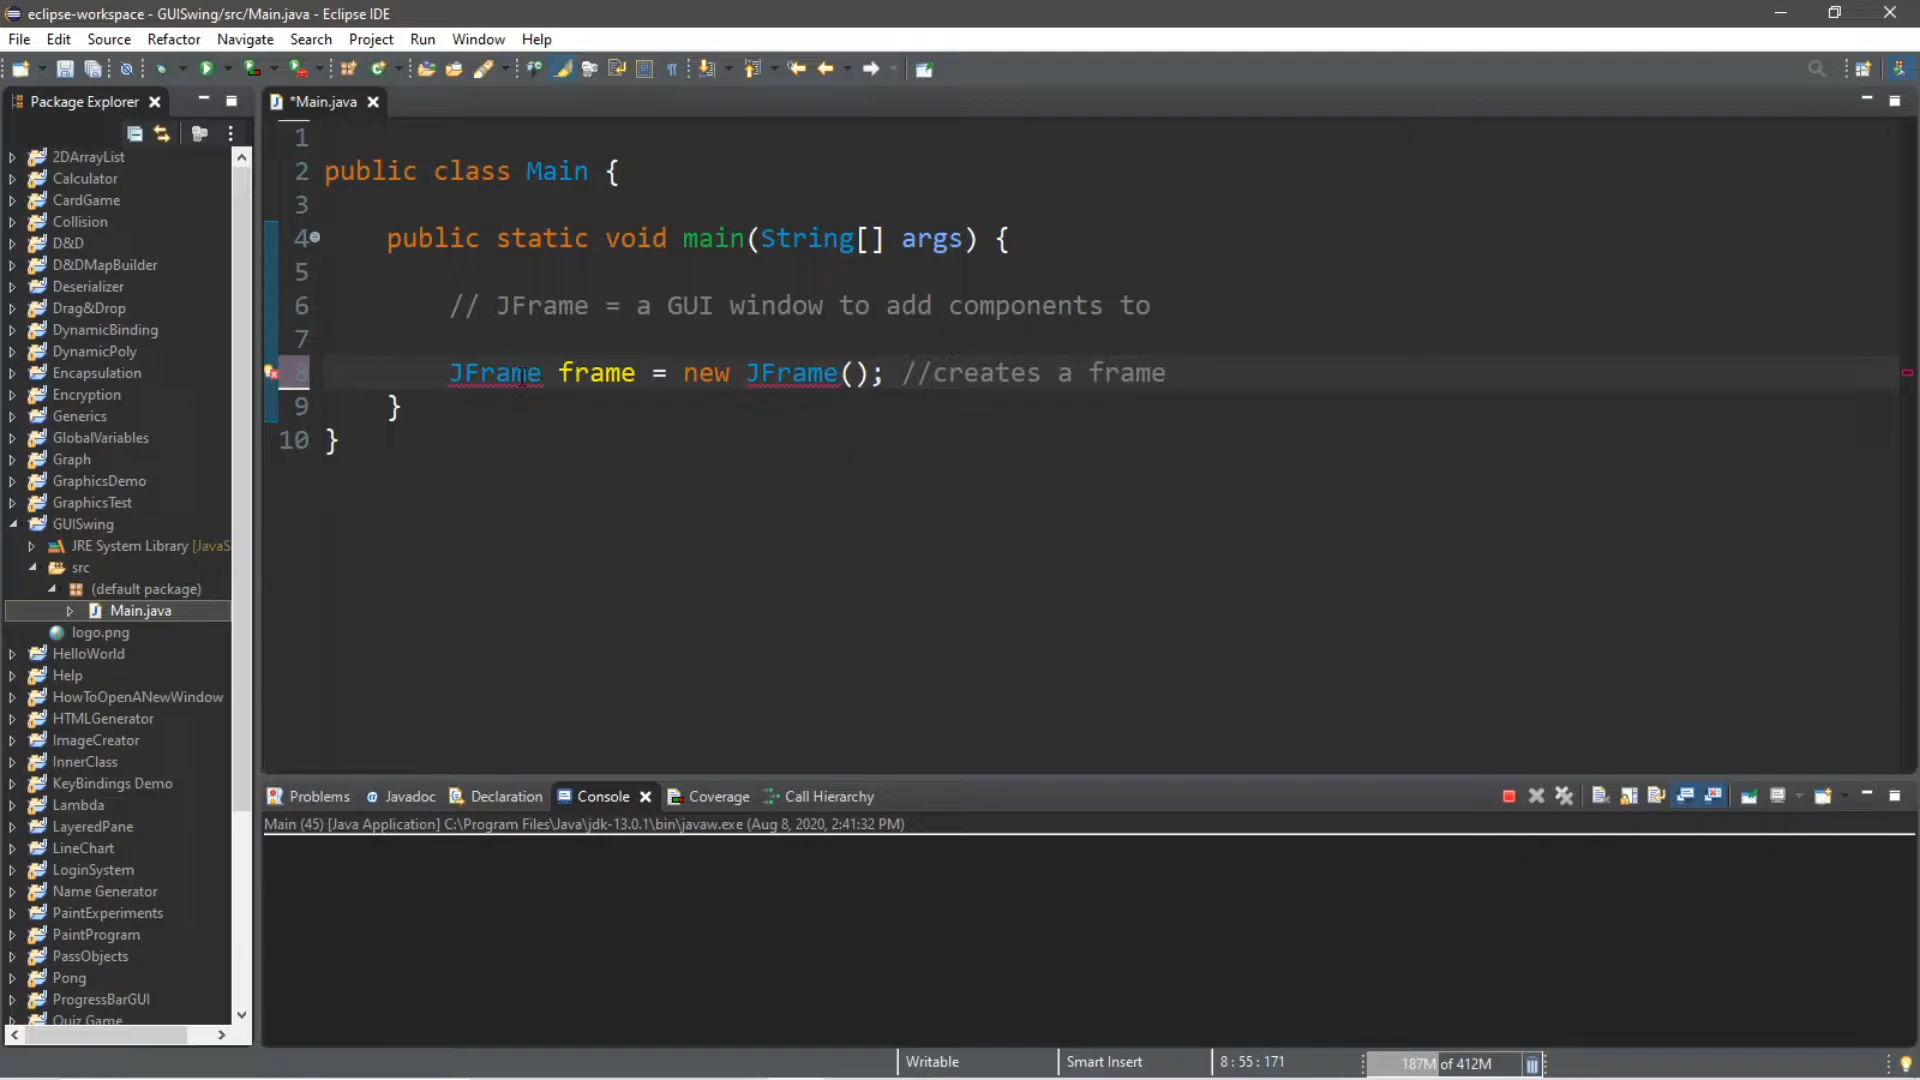 eclipse-workspace - GUISwing/src/Main.java - Eclipse IDE
File Edit Source Refactor Navigate Search Project Run Window Help
Package Explorer
*Main.java
2DArrayList
Calculator
CardGame
Collision
D&D
D&DMapBuilder
Deserializer
Drag&Drop
DynamicBinding
DynamicPoly
Encapsulation
Encryption
Generics
GlobalVariables
Graph
GraphicsDemo
GraphicsTest
GUISwing
JRE System Library [JavaS
src
(default package)
Main.java
logo.png
HelloWorld
Help
HowToOpenANewWindow
HTMLGenerator
ImageCreator
InnerClass
KeyBindings Demo
Lambda
LayeredPane
LineChart
LoginSystem
Name Generator
PaintExperiments
PaintProgram
PassObjects
Pong
ProgressBarGUI
Quiz Game
1
2 public class Main {
3
4 public static void main(String[] args) {
5
6 // JFrame = a GUI window to add components to
7
8 JFrame frame = new JFrame(); //creates a frame
9 }
10 }
Problems Javadoc Declaration Console Coverage Call Hierarchy
Main (45) [Java Application] C:\Program Files\Java\jdk-13.0.1\bin\javaw.exe (Aug 8, 2020, 2:41:32 PM)
Writable Smart Insert 8 : 55 : 171 187M of 412M